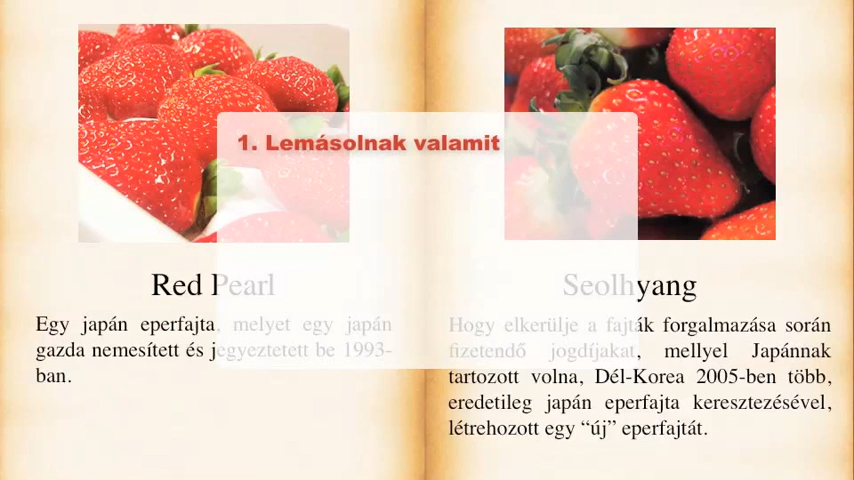 1. Lemásolnak valamit
Red Pearl
Egy japán eperfajta, melyet egy japán
gazda nemesített és jegyeztetett be 1993-
ban.
Seolhyang
Hogy elkerülje a fajták forgalmazása során
fizetendő jogdíjakat, mellyel Japánnak
tartozott volna, Dél-Korea 2005-ben több,
eredetileg japán eperfajta keresztezésével,
létrehozott egy “új” eperfajtát.